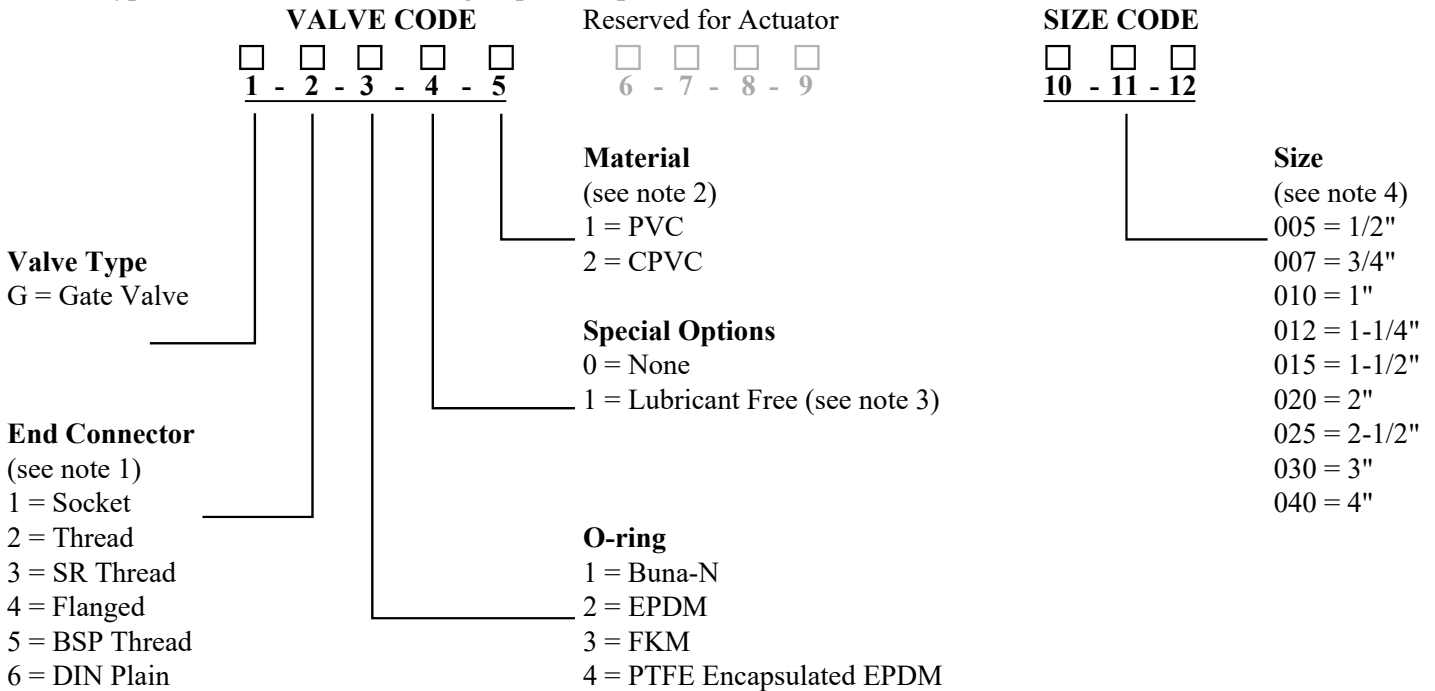 VALVE CODE Reserved for Actuator SIZE CODE
1 - 2 - 3 - 4 - 5 6 - 7 - 8 - 9 10 - 11 - 12
Valve Type
G = Gate Valve
End Connector
(see note 1)
1 = Socket
2 = Thread
3 = SR Thread
4 = Flanged
5 = BSP Thread
6 = DIN Plain
Material
(see note 2)
1 = PVC
2 = CPVC
Special Options
0 = None
1 = Lubricant Free (see note 3)
O-ring
1 = Buna-N
2 = EPDM
3 = FKM
4 = PTFE Encapsulated EPDM
Size
(see note 4)
005 = 1/2"
007 = 3/4"
010 = 1"
012 = 1-1/4"
015 = 1-1/2"
020 = 2"
025 = 2-1/2"
030 = 3"
040 = 4"